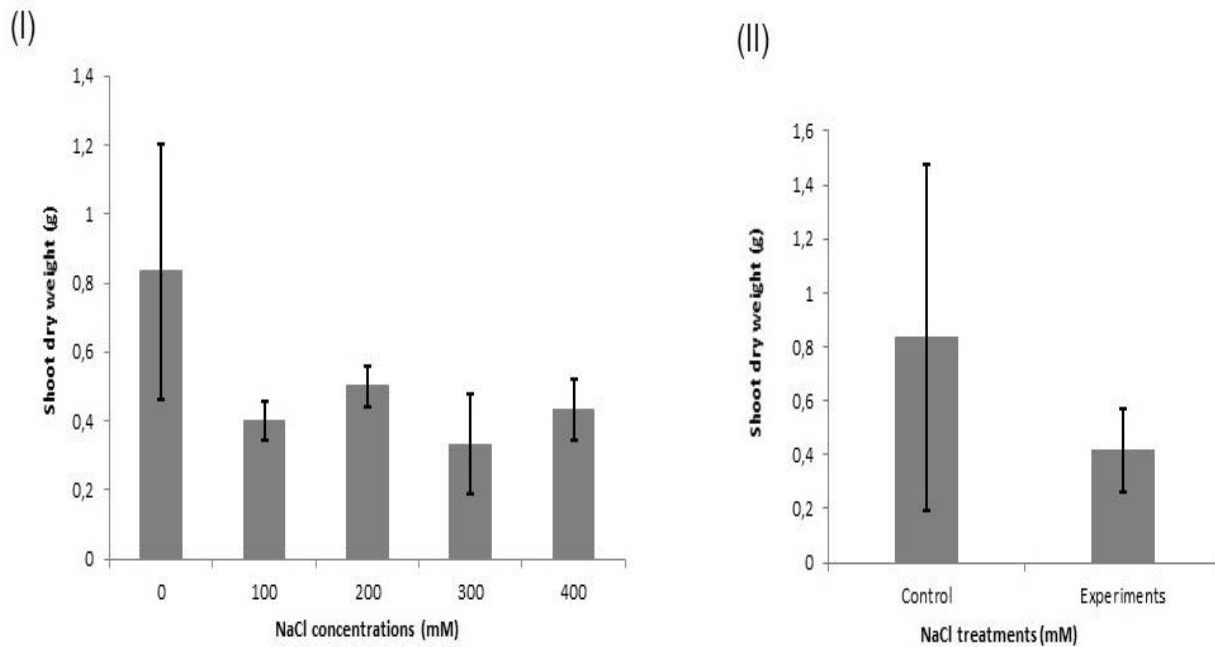 (I)
1,4
1,2
1
0,8
0,6
0,4
0,2
0
Shoot dry weight (g)
0 100 200 300 400
NaCl concentrations (mM)
(II)
1,6
1,4
1,2
1
0,8
0,6
0,4
0,2
0
Shoot dry weight (g)
Control Experiments
NaCl treatments (mM)